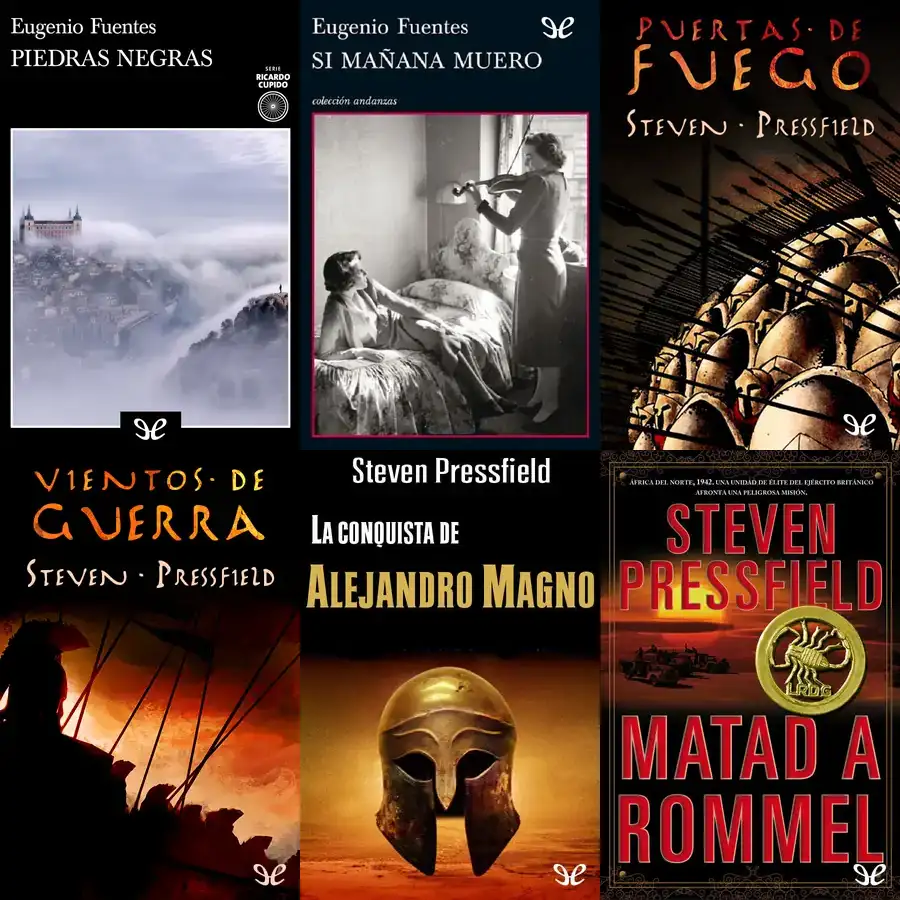 Eugenio Fuentes
PIEDRAS NEGRAS
SERIE
RICARDO
CUPIDO
Eugenio Fuentes
SI MAÑANA MUERO
colección andanzas
PUERTAS · DE
FUEGO
STEVEN · PRESSFIELD
VIENTOS · DE
GUERRA
STEVEN · PRESSFIELD
Steven Pressfield
LA CONQUISTA DE
ALEJANDRO MAGNO
ÁFRICA DEL NORTE, 1942. UNA UNIDAD DE ÉLITE DEL EJÉRCITO BRITÁNICO
AFRONTA UNA PELIGROSA MISIÓN.
STEVEN
PRESSFIELD
LRDG
MATAD A
ROMMEL